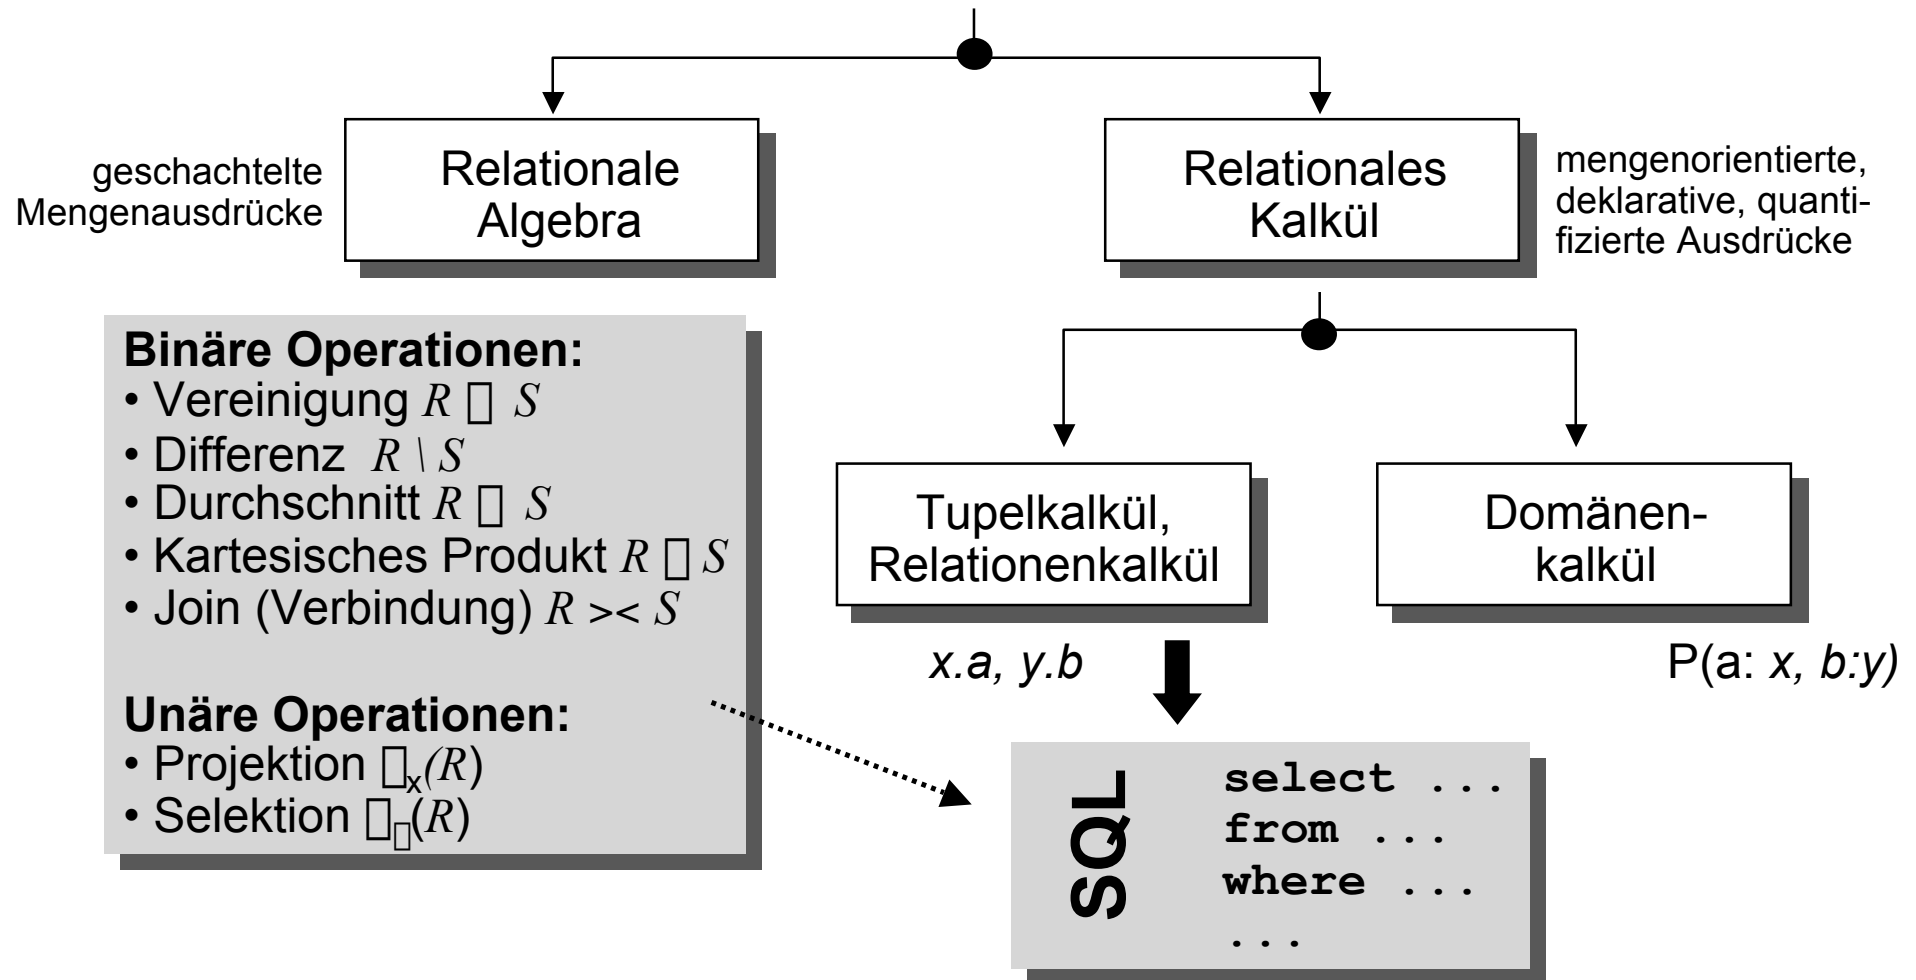 geschachtelte
Mengenausdrücke
Relationale
Algebra
Relationales
Kalkül
mengenorientierte,
deklarative, quanti-
fizierte Ausdrücke
Binäre Operationen:
• Vereinigung R □ S
• Differenz R \ S
• Durchschnitt R □ S
• Kartesisches Produkt R □ S
• Join (Verbindung) R >< S
Unäre Operationen:
• Projektion □x(R)
• Selektion □□(R)
Tupelkalkül,
Relationenkalkül
Domänen-
kalkül
x.a, y.b
P(a: x, b:y)
SQL
select ...
from ...
where ...
...